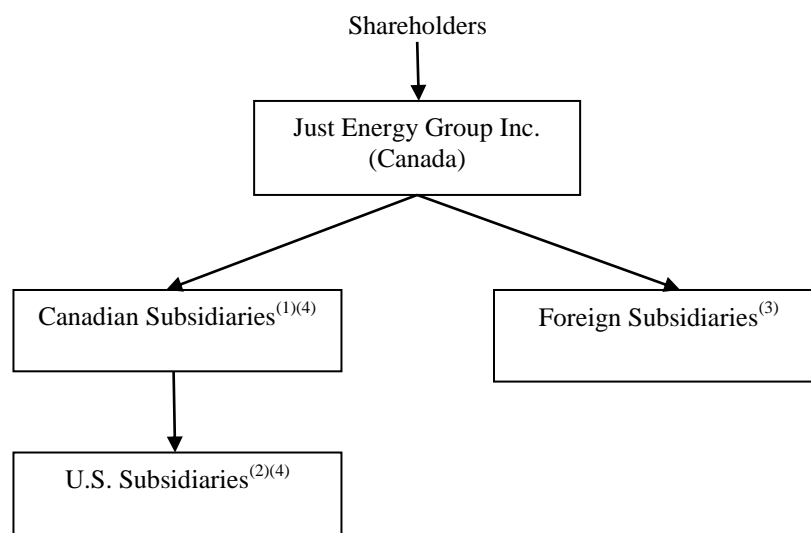 Shareholders
Just Energy Group Inc.
(Canada)
Canadian Subsidiaries(1)(4)
Foreign Subsidiaries(3)
U.S. Subsidiaries(2)(4)